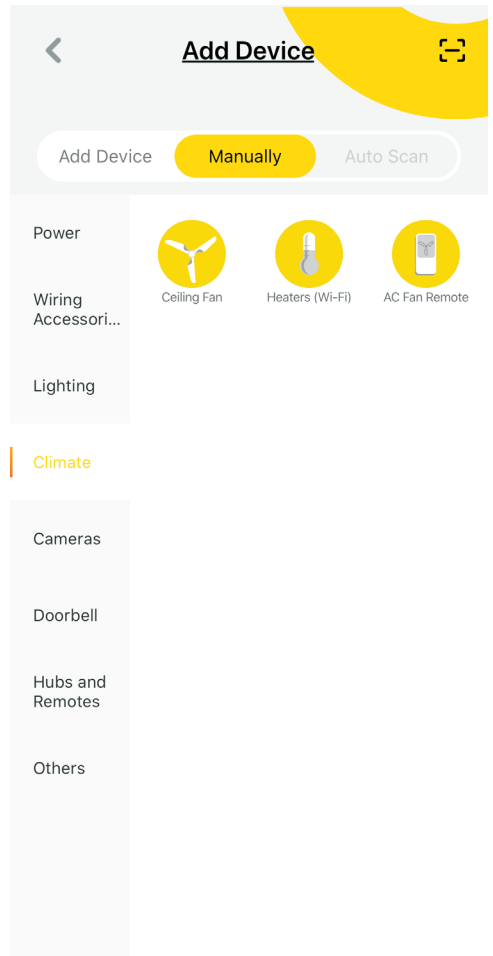 Add Device
Add Device Manually Auto Scan
Power
Wiring
Accessori...
Lighting
Climate
Cameras
Doorbell
Hubs and
Remotes
Others
Ceiling Fan Heaters (Wi-Fi) AC Fan Remote